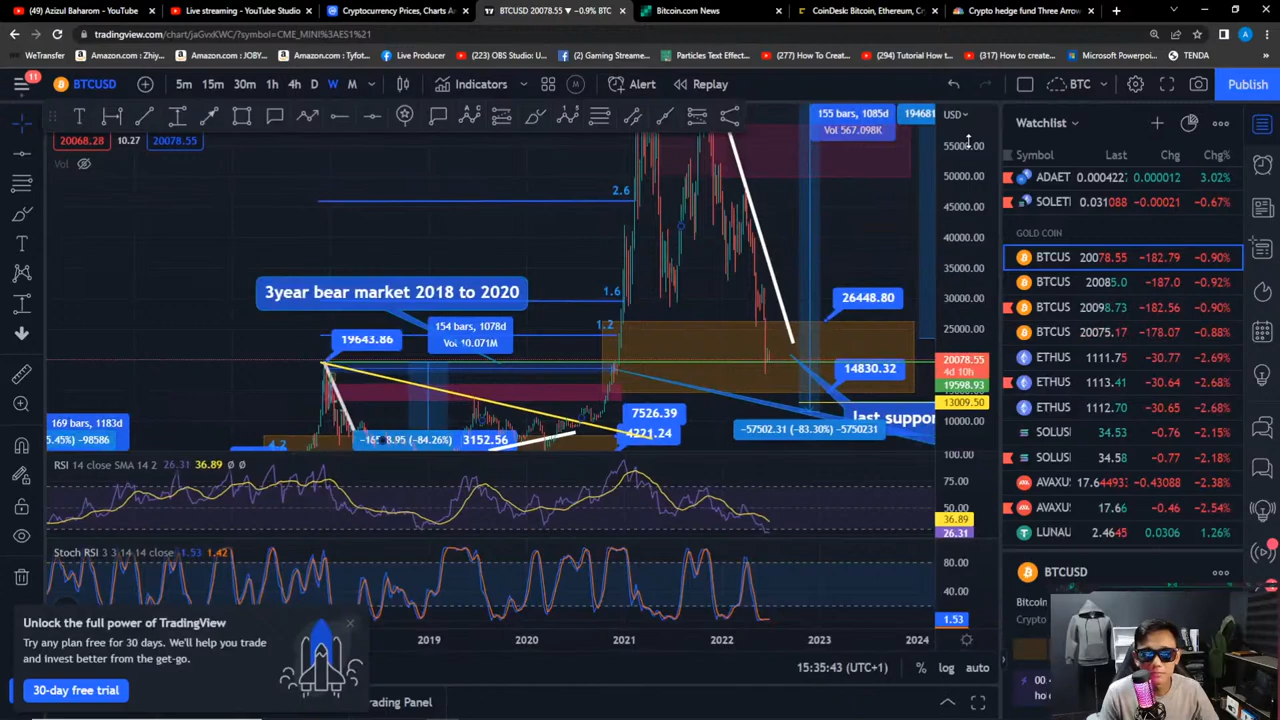 (49) Azizul Baharom - YouTube
Live streaming - YouTube Studio
Cryptocurrency Prices, Charts A
BTCUSD 20078.55 ▼ −0.9% BTC
Bitcoin.com News
CoinDesk: Bitcoin, Ethereum, C
Crypto hedge fund Three Arrow
tradingview.com/chart/jaGvxKWC/?symbol=CME_MINI%3AES1%21
WeTransfer
Amazon.com : Zhiy...
Amazon.com : JOBY...
Amazon.com : Tyfot...
Live Producer
(223) OBS Studio: U...
(2) Gaming Streame...
Particles Text Effect...
(277) How To Create...
(294) Tutorial How t...
(317) How to create...
Microsoft Powerpoi...
TENDA
11
BTCUSD
5m 15m 30m 1h 4h D W M
Indicators
Alert
Replay
BTC
Publish
20068.28 10.27 20078.55
Vol
155 bars, 1085d
Vol 567.098K
194681
USD
55000.00
50000.00
45000.00
40000.00
35000.00
30000.00
25000.00
20078.55
4d 10h
19598.93
13009.50
10000.00
2.6
1.6
1.2
3year bear market 2018 to 2020
154 bars, 1078d
Vol 10.071M
19643.86
26448.80
14830.32
last suppor
7526.39
4221.24
−57502.31 (−83.30%) −5750231
169 bars, 1183d
5.45%) −98586
4.2
3152.56
RSI 14 close SMA 14 2 26.31 36.89 Ø Ø
100.00
75.00
50.00
36.89
26.31
Stoch RSI 3 3 14 14 close 1.53 1.42
80.00
40.00
1.53
2019 2020 2021 2022 2023 2024
15:35:43 (UTC+1)
% log auto
rading Panel
Unlock the full power of TradingView
Try any plan free for 30 days. We'll help you trade
and invest better from the get-go.
30-day free trial
Watchlist
Symbol Last Chg Chg%
ADAET 0.0004227 0.000012 3.02%
SOLETI 0.031088 −0.00021 −0.67%
GOLD COIN
BTCUS 20078.55 −182.79 −0.90%
BTCUS 20085.0 −187.0 −0.92%
BTCUS 20098.73 −182.56 −0.90%
BTCUS 20075.17 −178.07 −0.88%
ETHUS 1111.75 −30.77 −2.69%
ETHUS 1111.43 −30.64 −2.68%
ETHUS 1112.70 −30.65 −2.68%
SOLUS 34.53 −0.76 −2.15%
SOLUS 34.58 −0.77 −2.18%
AVAXUS 17.644931 −0.43088 −2.38%
AVAXUS 17.66 −0.46 −2.54%
LUNAU 2.4645 0.0306 1.26%
BTCUSD
Bitcoin
Crypto